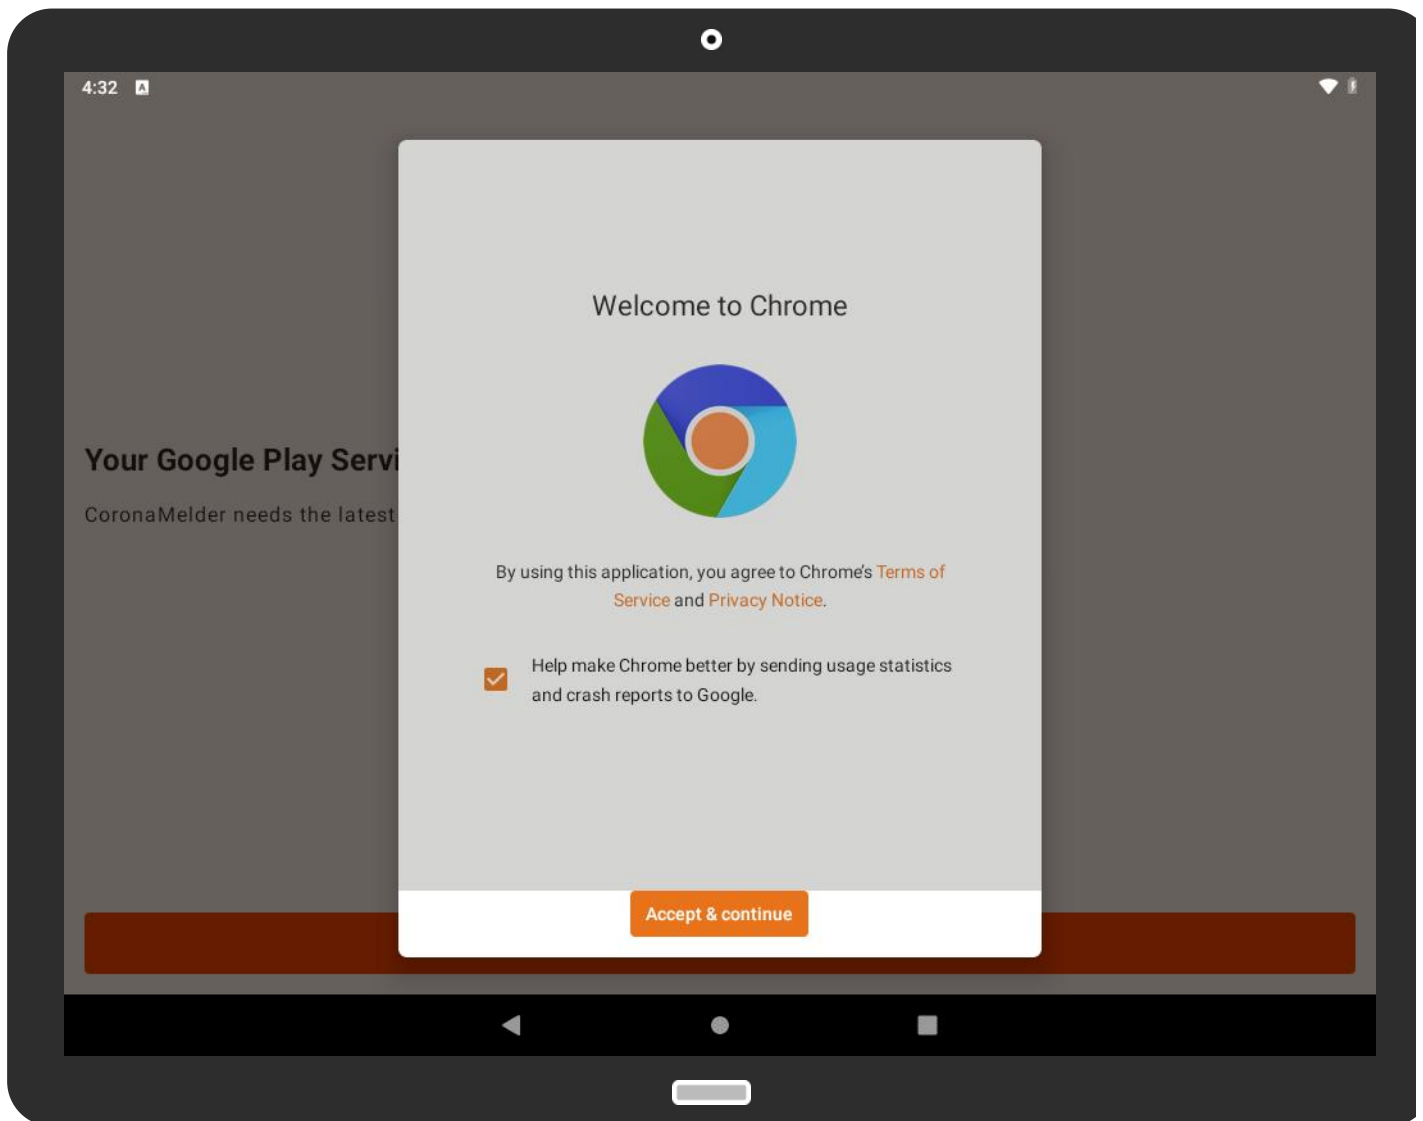 4:32
Welcome to Chrome
Your Google Play Servi
CoronaMelder needs the latest
By using this application, you agree to Chrome's Terms of
Service and Privacy Notice.
Help make Chrome better by sending usage statistics
and crash reports to Google.
Accept & continue